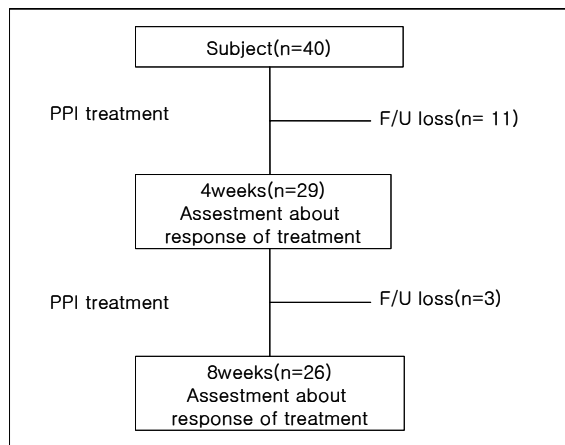 Subject(n=40)
PPI treatment
F/U loss(n= 11)
4weeks(n=29)
Assestment about
response of treatment
PPI treatment
F/U loss(n=3)
8weeks(n=26)
Assestment about
response of treatment